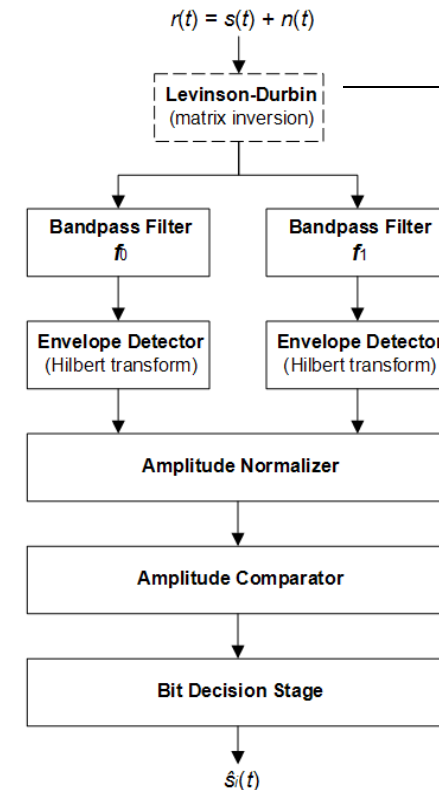 r(t) = s(t) + n(t)
Levinson-Durbin
(matrix inversion)
Bandpass Filter
f0
Bandpass Filter
f1
Envelope Detector
(Hilbert transform)
Envelope Detector
(Hilbert transform)
Amplitude Normalizer
Amplitude Comparator
Bit Decision Stage
ŝi(t)